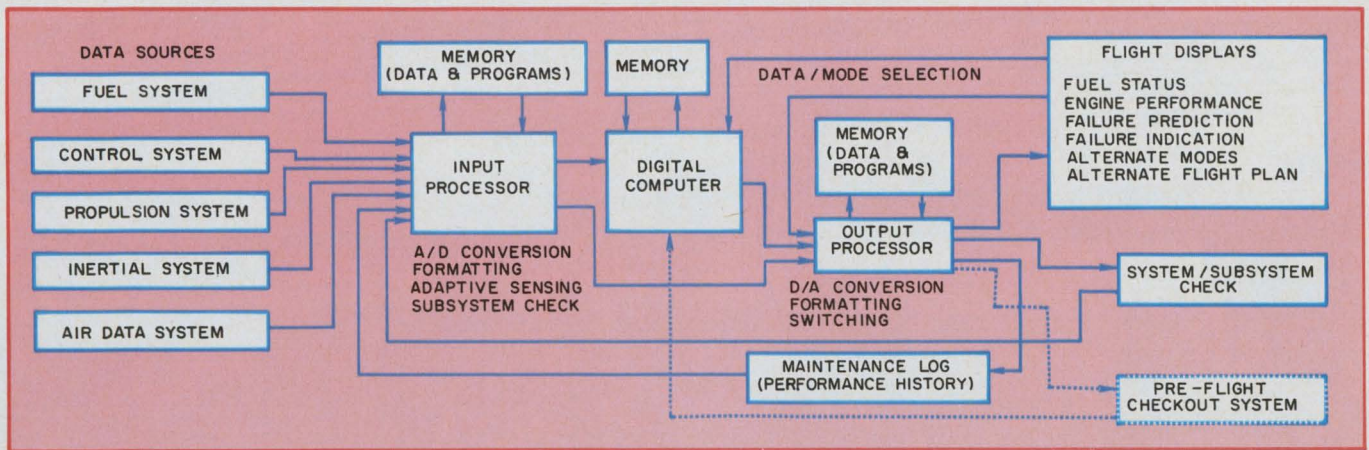 DATA SOURCES
FUEL SYSTEM
CONTROL SYSTEM
PROPULSION SYSTEM
INERTIAL SYSTEM
AIR DATA SYSTEM
MEMORY
(DATA & PROGRAMS)
INPUT
PROCESSOR
A/D CONVERSION
FORMATTING
ADAPTIVE SENSING
SUBSYSTEM CHECK
MEMORY
DIGITAL
COMPUTER
DATA/MODE SELECTION
MEMORY
(DATA &
PROGRAMS)
OUTPUT
PROCESSOR
D/A CONVERSION
FORMATTING
SWITCHING
MAINTENANCE LOG
(PERFORMANCE HISTORY)
FLIGHT DISPLAYS
FUEL STATUS
ENGINE PERFORMANCE
FAILURE PREDICTION
FAILURE INDICATION
ALTERNATE MODES
ALTERNATE FLIGHT PLAN
SYSTEM/SUBSYSTEM
CHECK
PRE-FLIGHT
CHECKOUT SYSTEM